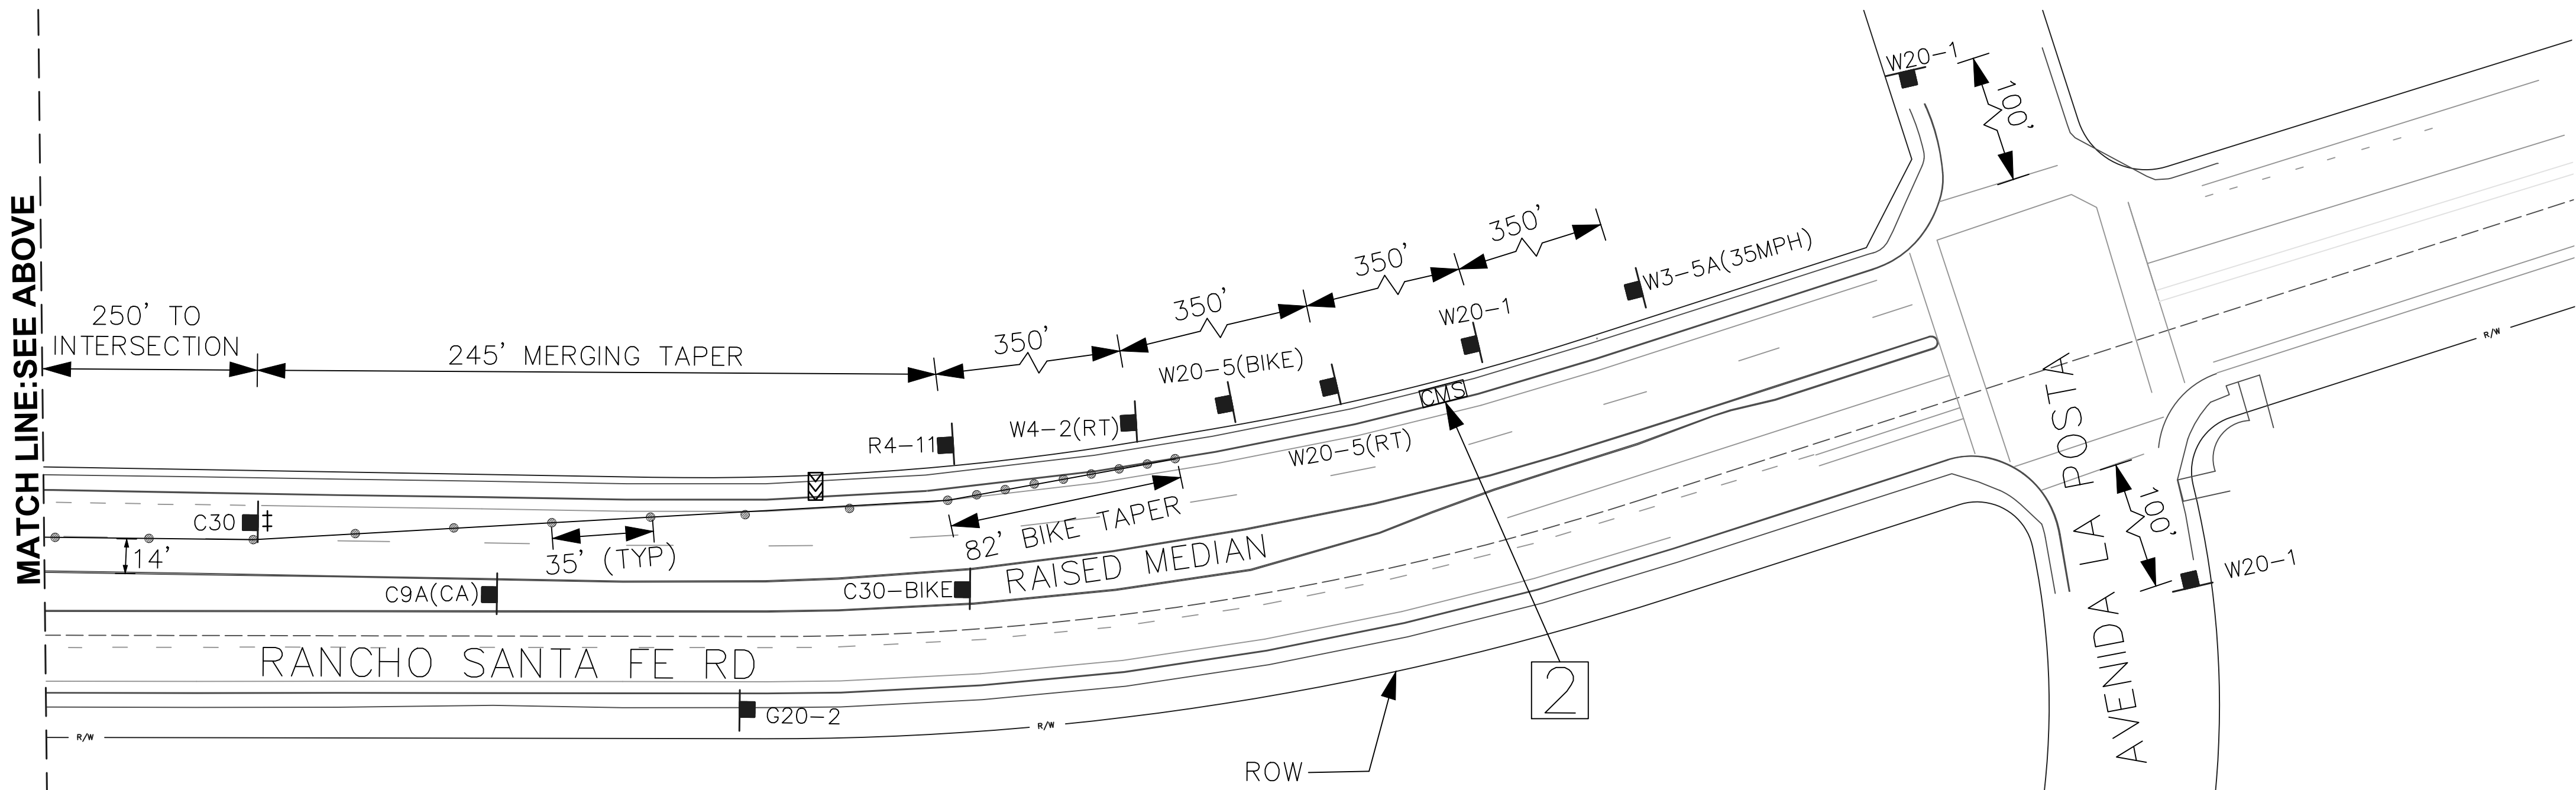 MATCH LINE:SEE ABOVE
250' TO
INTERSECTION
245' MERGING TAPER
350'
350'
350'
350'
W20-1
100'
W3-5A(35MPH)
W20-1
W20-5(BIKE)
W4-2(RT)
R4-11
CMS
W20-5(RT)
C30
14'
35' (TYP)
82' BIKE TAPER
RAISED MEDIAN
C9A(CA)
C30-BIKE
RANCHO SANTA FE RD
G20-2
2
ROW
R/W
R/W
R/W
AVENIDA LA POSTA
100'
W20-1